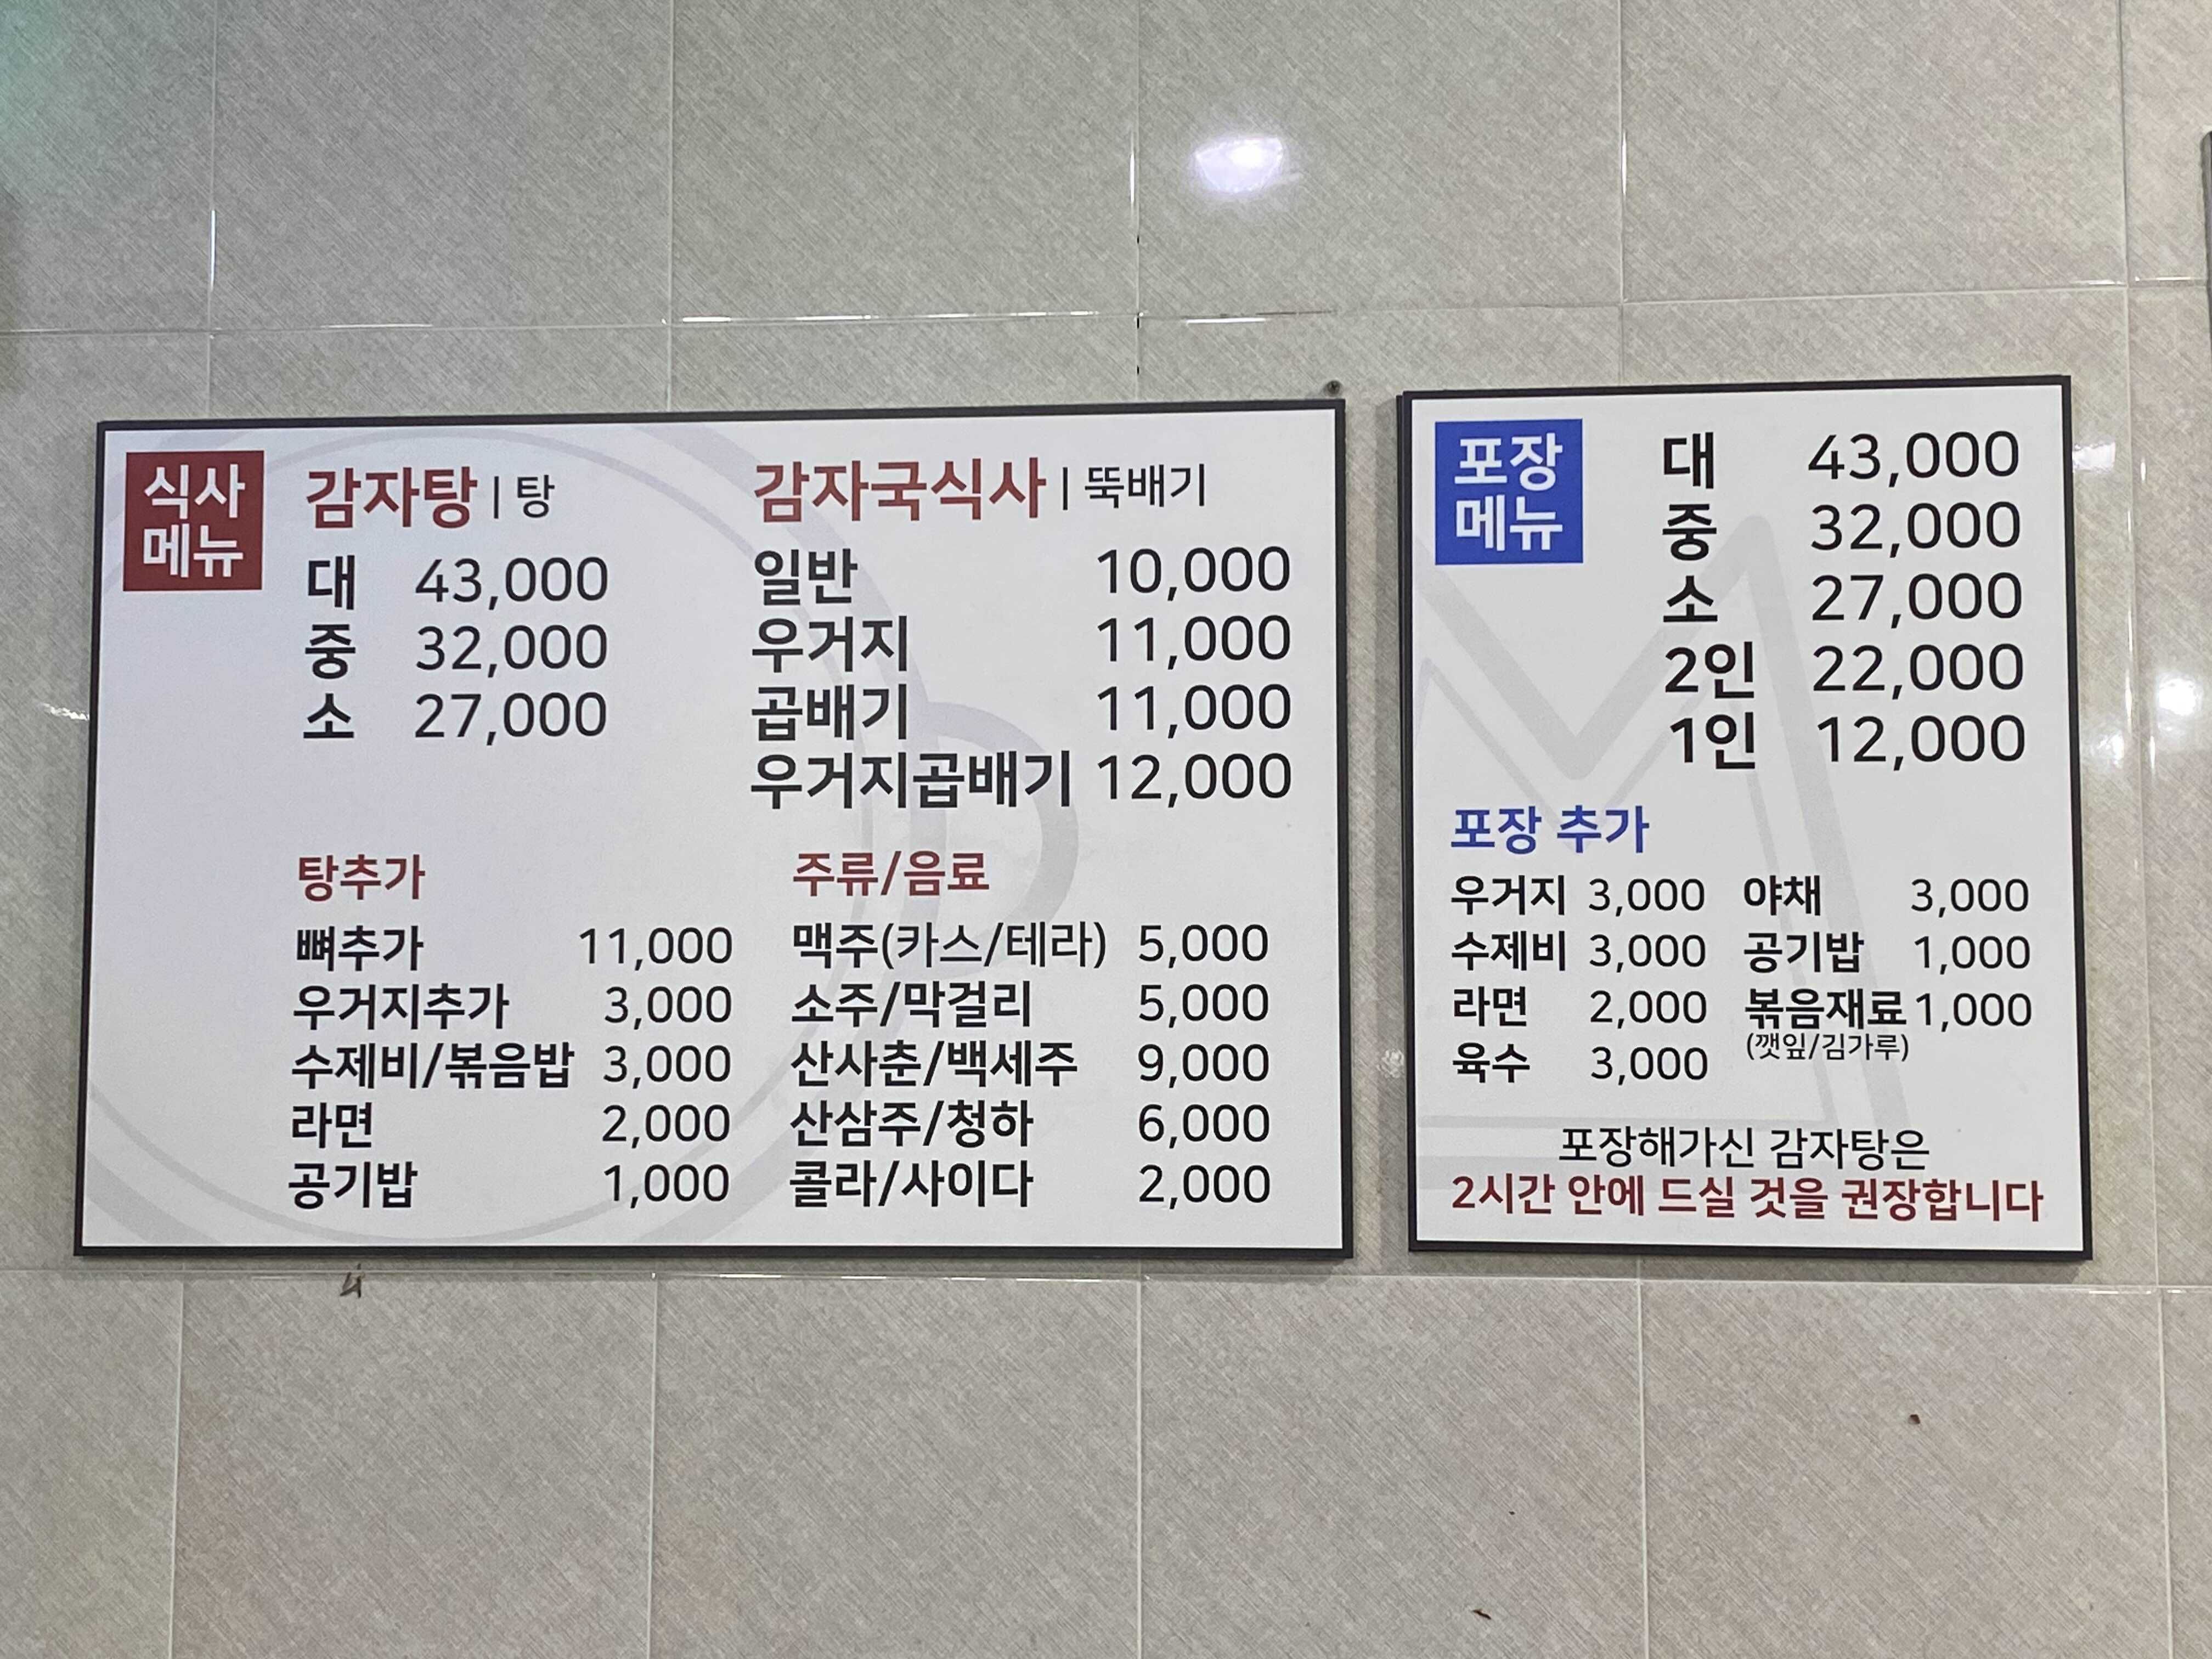 식사
메뉴
감자탕 | 탕
대 43,000
중 32,000
소 27,000
감자국식사 | 뚝배기
일반 10,000
우거지 11,000
곱배기 11,000
우거지곱배기 12,000
탕추가
뼈추가 11,000
우거지추가 3,000
수제비/볶음밥 3,000
라면 2,000
공기밥 1,000
주류/음료
맥주(카스/테라) 5,000
소주/막걸리 5,000
산사춘/백세주 9,000
산삼주/청하 6,000
콜라/사이다 2,000
포장
메뉴
대 43,000
중 32,000
소 27,000
2인 22,000
1인 12,000
포장 추가
우거지 3,000
수제비 3,000
라면 2,000
육수 3,000
야채 3,000
공기밥 1,000
볶음재료 1,000
(깻잎/김가루)
포장해가신 감자탕은
2시간 안에 드실 것을 권장합니다